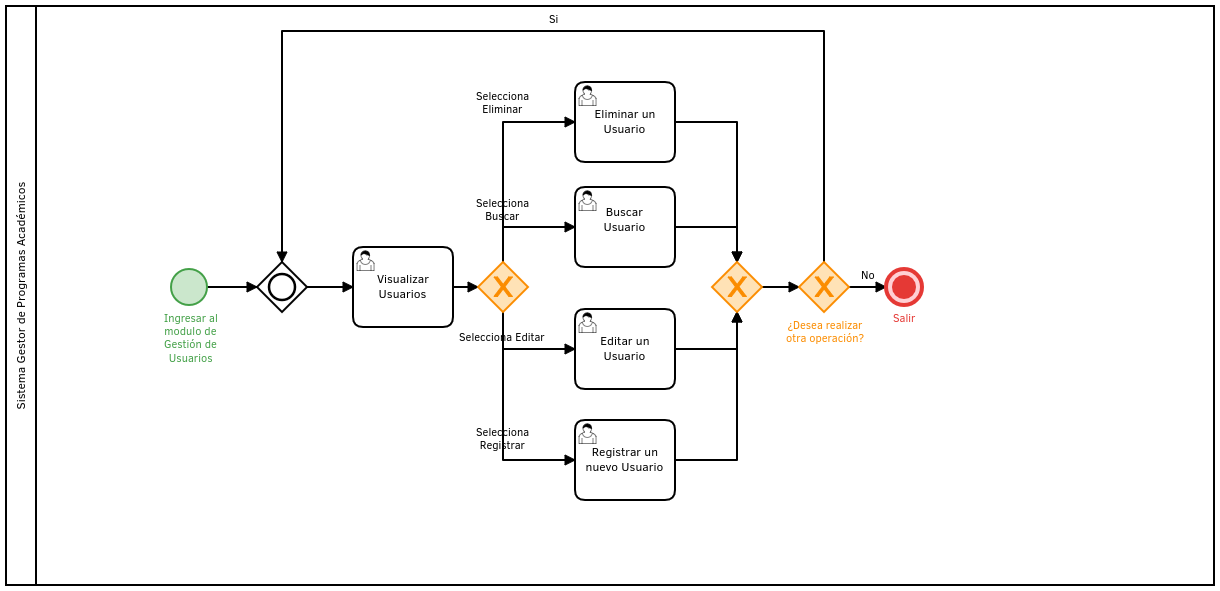 Sistema Gestor de Programas Académicos
Si
Selecciona
Eliminar
Eliminar un
Usuario
Selecciona
Buscar
Buscar
Usuario
Visualizar
Usuarios
Ingresar al
modulo de
Gestión de
Usuarios
Selecciona Editar
Editar un
Usuario
Selecciona
Registrar
Registrar un
nuevo Usuario
¿Desea realizar
otra operación?
No
Salir